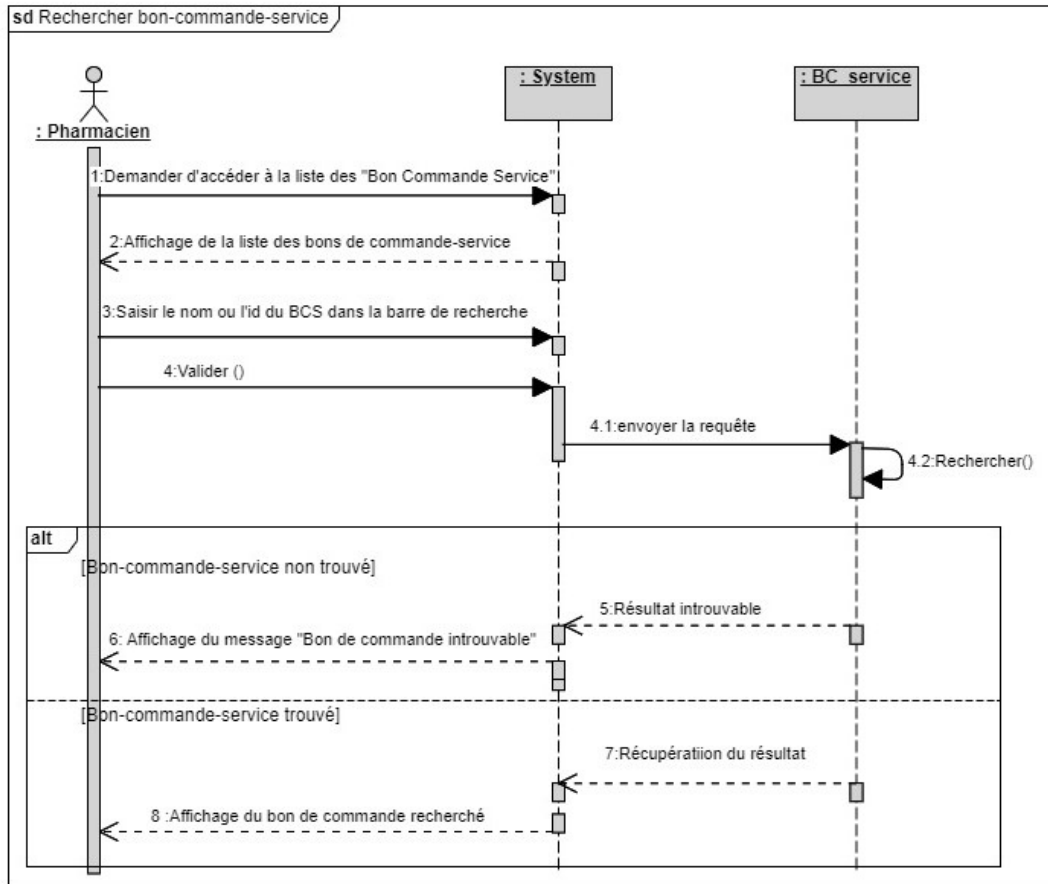 sd Rechercher bon-commande-service
: System
: BC_service
: Pharmacien
1:Demander d'accéder à la liste des "Bon Commande Service"
2:Affichage de la liste des bons de commande-service
3:Saisir le nom ou l'id du BCS dans la barre de recherche
4:Valider ()
4.1:envoyer la requête
4.2:Rechercher()
alt
[Bon-commande-service non trouvé]
5:Résultat introuvable
6: Affichage du message "Bon de commande introuvable"
[Bon-commande-service trouvé]
7:Récupératiion du résultat
8 :Affichage du bon de commande recherché